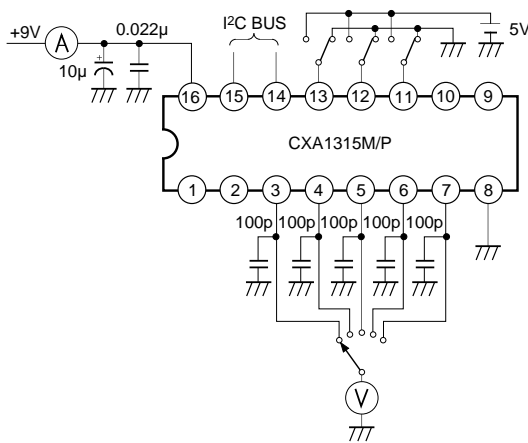 I²C BUS
5V
+9V
A
0.022µ
10µ
+
16 15 14 13 12 11 10 9
CXA1315M/P
1 2 3 4 5 6 7 8
100p 100p 100p 100p 100p
V